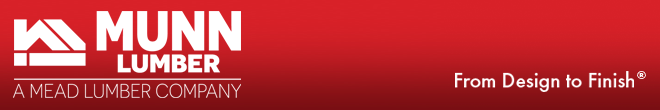 MUNN
LUMBER
A MEAD LUMBER COMPANY
From Design to Finish®